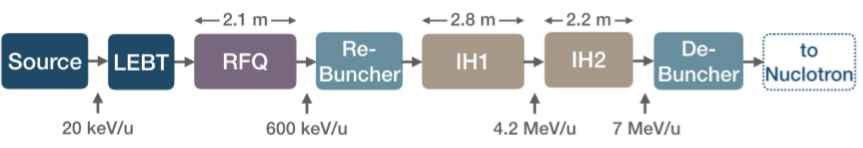 2.1 m
2.8 m
2.2 m
Source
LEBT
RFQ
Re-
Buncher
IH1
IH2
De-
Buncher
to
Nuclotron
20 keV/u
600 keV/u
4.2 MeV/u
7 MeV/u